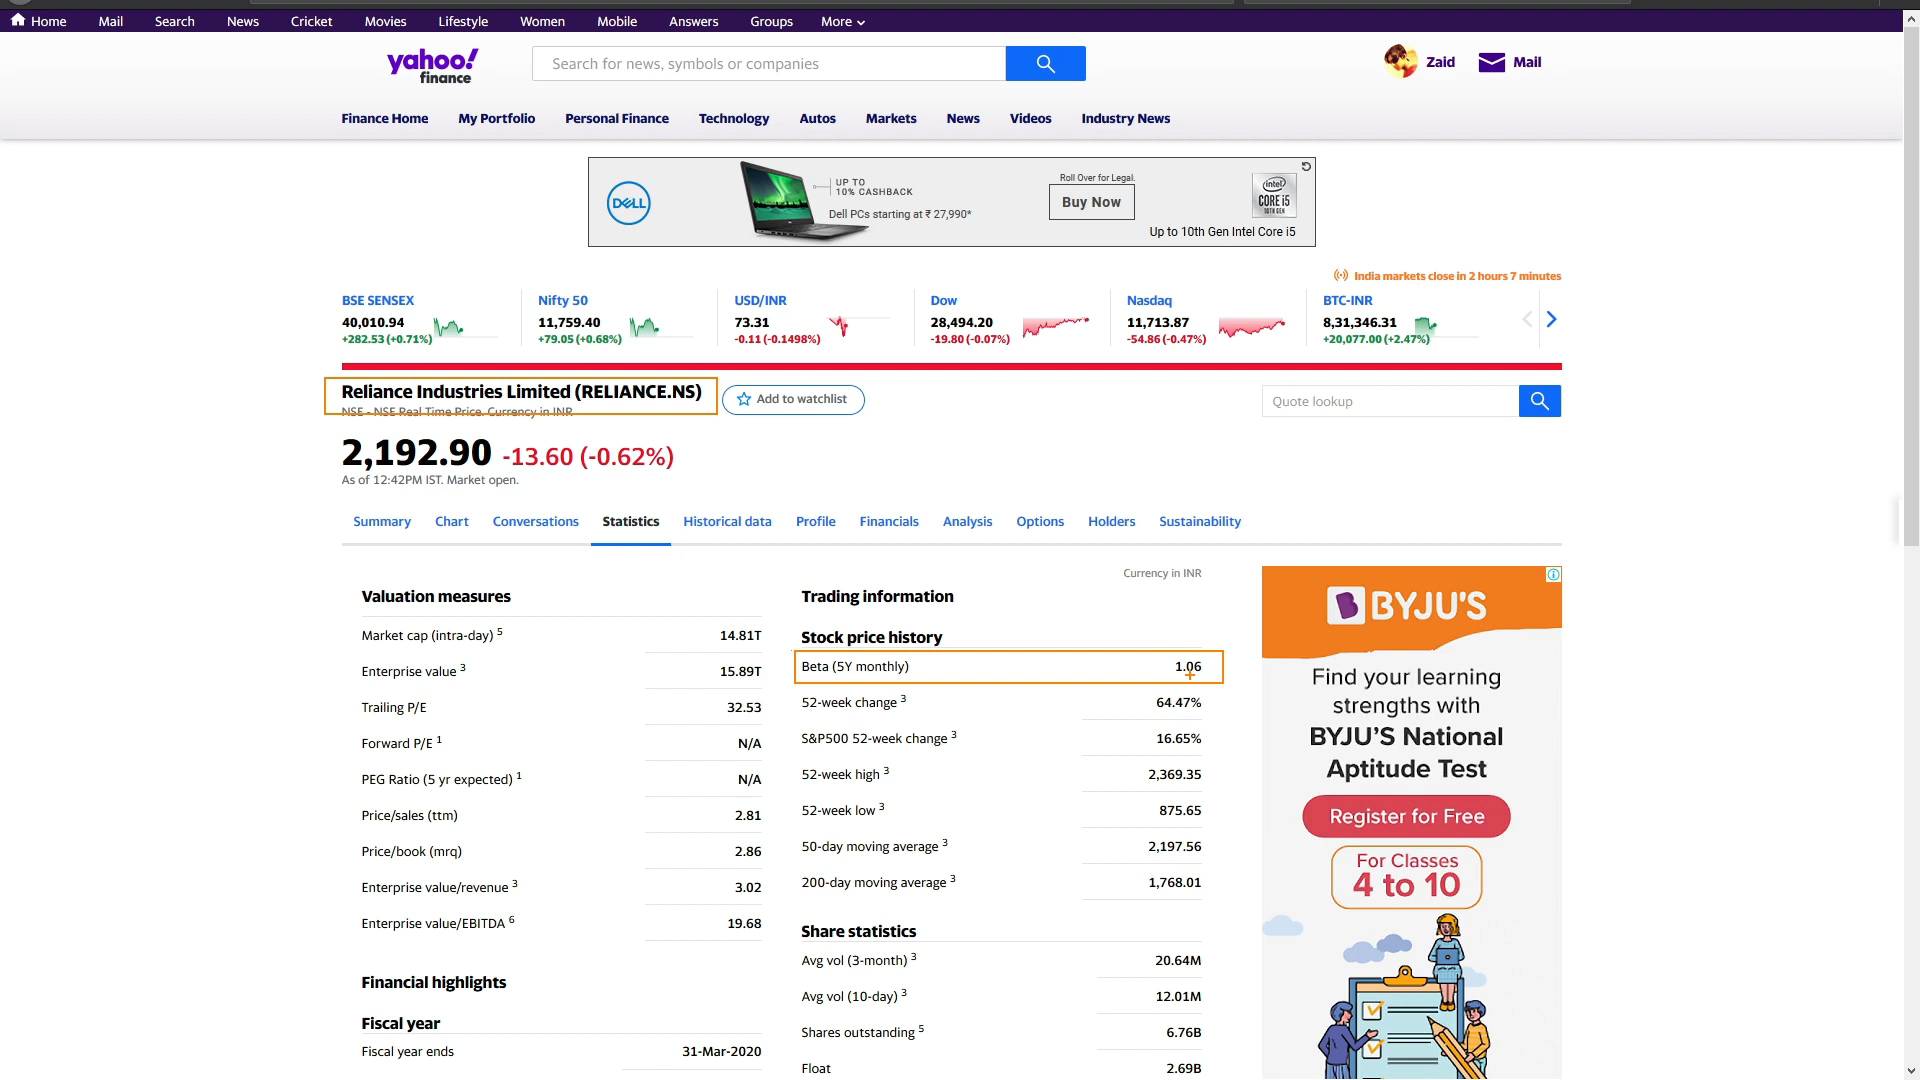 Home Mail Search News Cricket Movies Lifestyle Women Mobile Answers Groups More
yahoo!
finance
Search for news, symbols or companies
Zaid Mail
Finance Home My Portfolio Personal Finance Technology Autos Markets News Videos Industry News
DELL
UP TO
10% CASHBACK
Dell PCs starting at ₹ 27,990*
Roll Over for Legal.
Buy Now
intel
CORE i5
10TH GEN
Up to 10th Gen Intel Core i5
India markets close in 2 hours 7 minutes
BSE SENSEX Nifty 50 USD/INR Dow Nasdaq BTC-INR
40,010.94 11,759.40 73.31 28,494.20 11,713.87 8,31,346.31
+282.53 (+0.71%) +79.05 (+0.68%) -0.11 (-0.1498%) -19.80 (-0.07%) -54.86 (-0.47%) +20,077.00 (+2.47%)
Reliance Industries Limited (RELIANCE.NS)
NSE - NSE Real Time Price. Currency in INR
Add to watchlist
Quote lookup
2,192.90 -13.60 (-0.62%)
As of 12:42PM IST. Market open.
Summary Chart Conversations Statistics Historical data Profile Financials Analysis Options Holders Sustainability
Currency in INR
Valuation measures
Market cap (intra-day) 5 14.81T
Enterprise value 3 15.89T
Trailing P/E 32.53
Forward P/E 1 N/A
PEG Ratio (5 yr expected) 1 N/A
Price/sales (ttm) 2.81
Price/book (mrq) 2.86
Enterprise value/revenue 3 3.02
Enterprise value/EBITDA 6 19.68
Financial highlights
Fiscal year
Fiscal year ends 31-Mar-2020
Trading information
Stock price history
Beta (5Y monthly) 1.06
52-week change 3 64.47%
S&P500 52-week change 3 16.65%
52-week high 3 2,369.35
52-week low 3 875.65
50-day moving average 3 2,197.56
200-day moving average 3 1,768.01
Share statistics
Avg vol (3-month) 3 20.64M
Avg vol (10-day) 3 12.01M
Shares outstanding 5 6.76B
Float 2.69B
BYJU'S
Find your learning
strengths with
BYJU'S National
Aptitude Test
Register for Free
For Classes
4 to 10